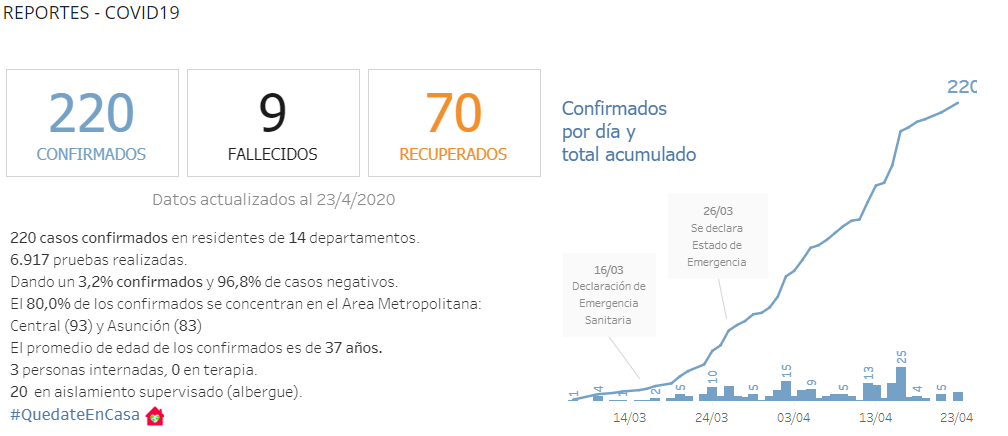 REPORTES - COVID19
220
CONFIRMADOS
9
FALLECIDOS
70
RECUPERADOS
Datos actualizados al 23/4/2020
220 casos confirmados en residentes de 14 departamentos.
6.917 pruebas realizadas.
Dando un 3,2% confirmados y 96,8% de casos negativos.
El 80,0% de los confirmados se concentran en el Area Metropolitana:
Central (93) y Asunción (83)
El promedio de edad de los confirmados es de 37 años.
3 personas internadas, 0 en terapia.
20 en aislamiento supervisado (albergue).
#QuedateEnCasa
Confirmados
por día y
total acumulado
220
26/03
Se declara
Estado de
Emergencia
16/03
Declaración de
Emergencia
Sanitaria
1
4
1
2
5
10
5
15
9
5
13
25
4
5
14/03
24/03
03/04
13/04
23/04